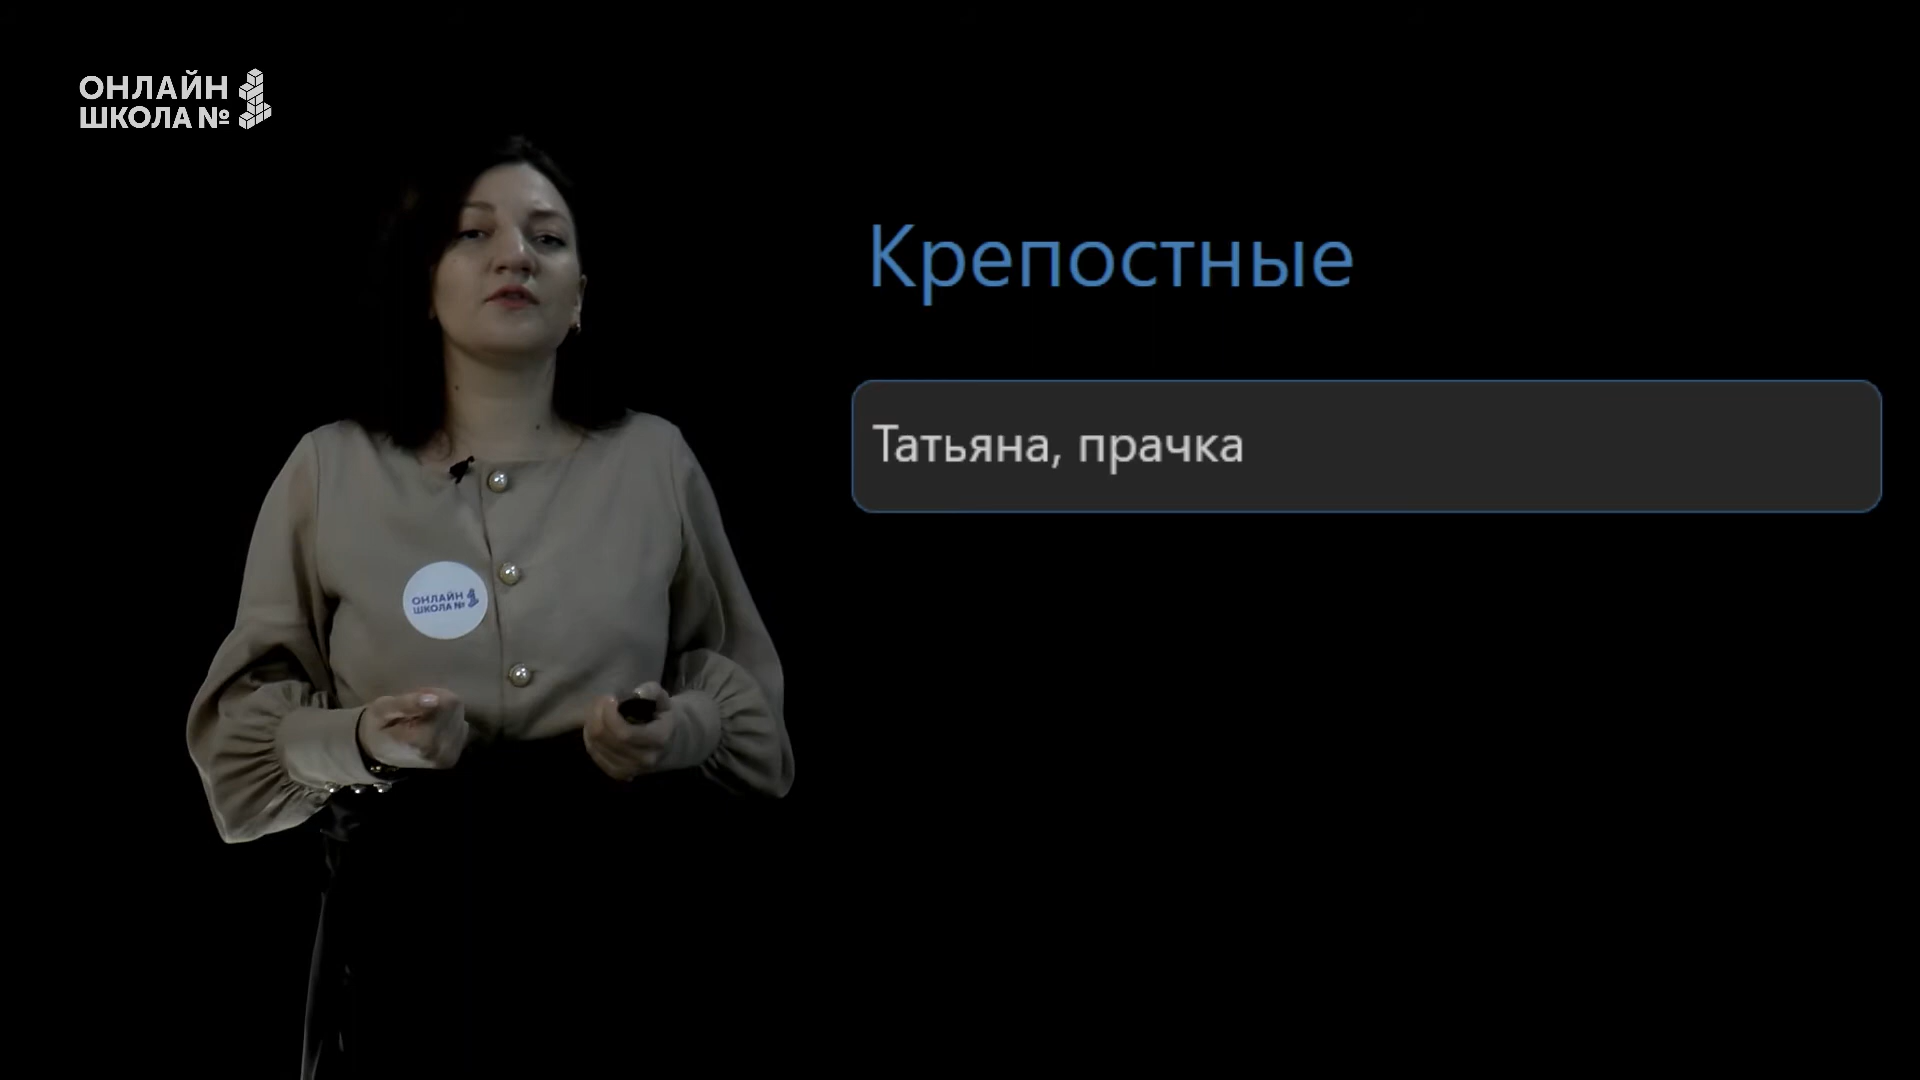 ОНЛАЙН
ШКОЛА №
Крепостные
Татьяна, прачка
ОНЛАЙН
ШКОЛА №